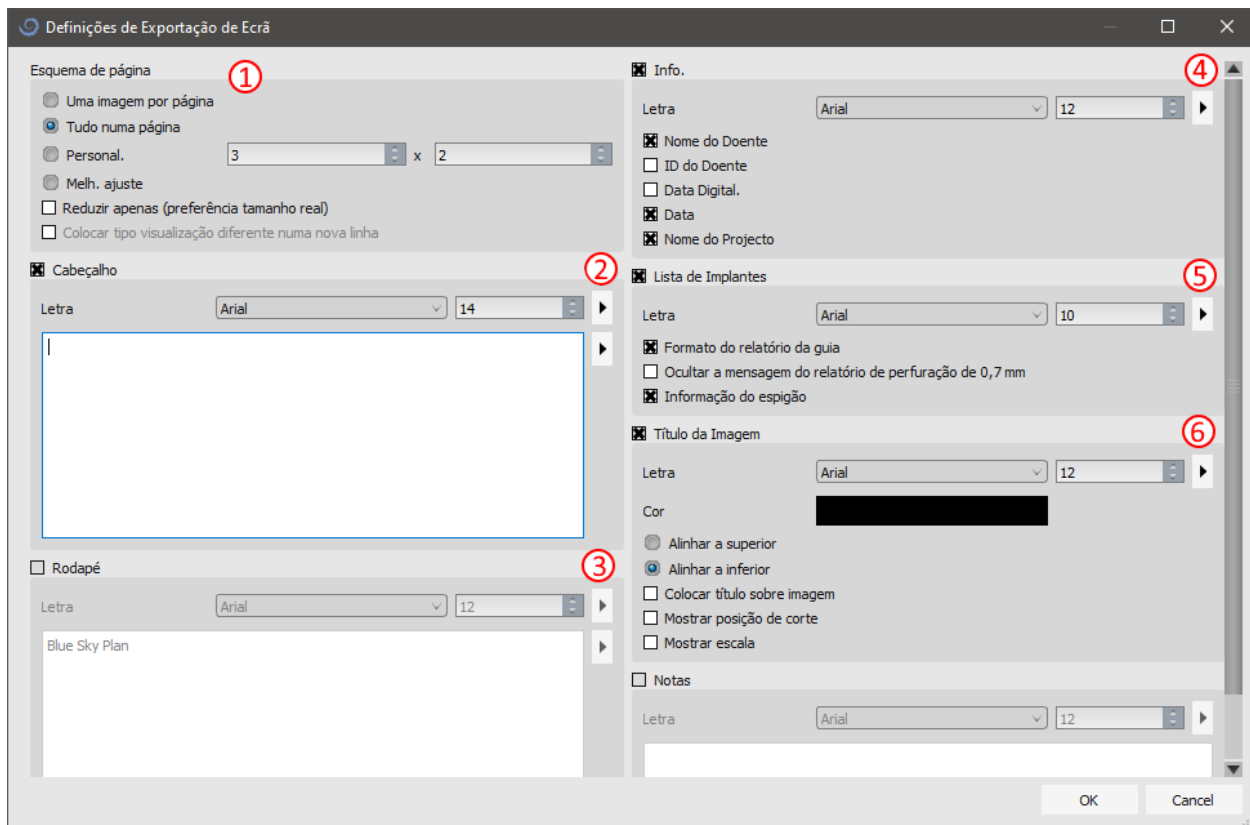 Definições de Exportação de Ecrã
Esquema de página
1
Uma imagem por página
Tudo numa página
Personal. 3 x 2
Melh. ajuste
Reduzir apenas (preferência tamanho real)
Colocar tipo visualização diferente numa nova linha
Cabeçalho
2
Letra Arial 14
Rodapé
3
Letra Arial 12
Blue Sky Plan
Info.
4
Letra Arial 12
Nome do Doente
ID do Doente
Data Digital.
Data
Nome do Projecto
Lista de Implantes
5
Letra Arial 10
Formato do relatório da guia
Ocultar a mensagem do relatório de perfuração de 0,7 mm
Informação do espigão
Título da Imagem
6
Letra Arial 12
Cor
Alinhar a superior
Alinhar a inferior
Colocar título sobre imagem
Mostrar posição de corte
Mostrar escala
Notas
Letra Arial 12
OK Cancel